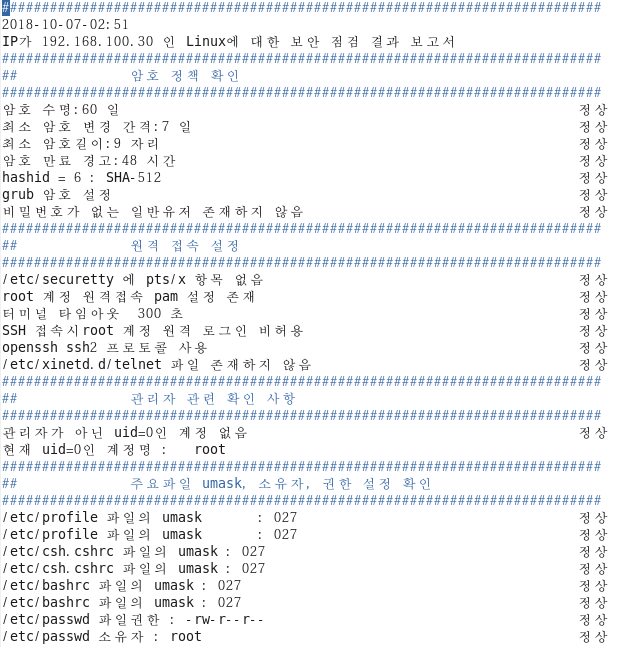 ###########################################################################
2018-10-07-02:51
IP가 192.168.100.30 인 Linux에 대한 보안 점검 결과 보고서
###########################################################################
## 암호 정책 확인
###########################################################################
암호 수명:60 일 정상
최소 암호 변경 간격:7 일 정상
최소 암호길이:9 자리 정상
암호 만료 경고:48 시간 정상
hashid = 6 : SHA-512 정상
grub 암호 설정 정상
비밀번호가 없는 일반유저 존재하지 않음 정상
###########################################################################
## 원격 접속 설정
###########################################################################
/etc/securetty 에 pts/x 항목 없음 정상
root 계정 원격접속 pam 설정 존재 정상
터미널 타임아웃 300 초 정상
SSH 접속시root 계정 원격 로그인 비허용 정상
openssh ssh2 프로토콜 사용 정상
/etc/xinetd.d/telnet 파일 존재하지 않음 정상
###########################################################################
## 관리자 관련 확인 사항
###########################################################################
관리자가 아닌 uid=0인 계정 없음 정상
현재 uid=0인 계정명 : root
###########################################################################
## 주요파일 umask, 소유자, 권한 설정 확인
###########################################################################
/etc/profile 파일의 umask : 027 정상
/etc/profile 파일의 umask : 027 정상
/etc/csh.cshrc 파일의 umask : 027 정상
/etc/csh.cshrc 파일의 umask : 027 정상
/etc/bashrc 파일의 umask : 027 정상
/etc/bashrc 파일의 umask : 027 정상
/etc/passwd 파일권한 : -rw-r--r-- 정상
/etc/passwd 소유자 : root 정상